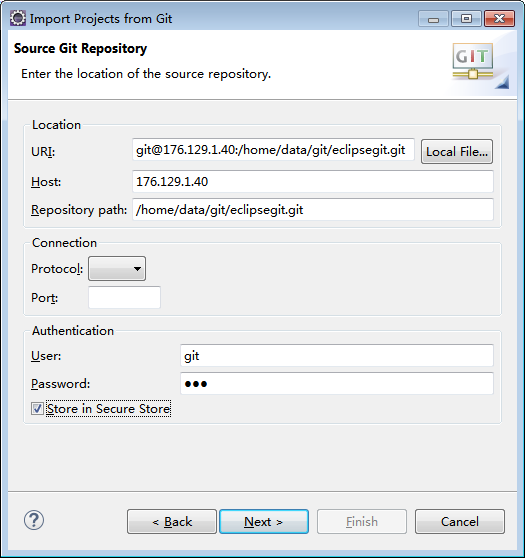 Import Projects from Git
Source Git Repository
Enter the location of the source repository.
GIT
Location
URI: git@176.129.1.40:/home/data/git/eclipsegit.git Local File...
Host: 176.129.1.40
Repository path: /home/data/git/eclipsegit.git
Connection
Protocol:
Port:
Authentication
User: git
Password: ●●●
Store in Secure Store
? < Back Next > Finish Cancel